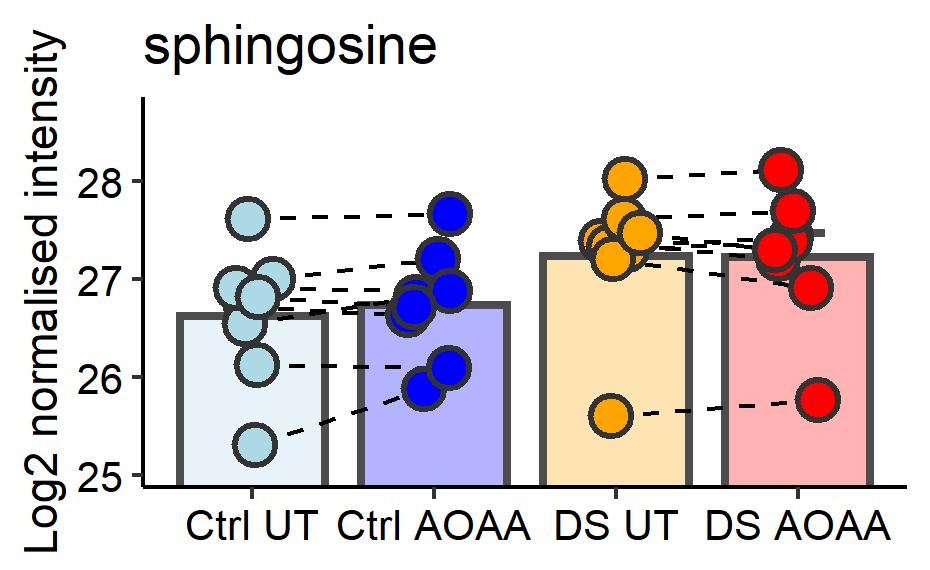 sphingosine
Log2 normalised intensity
28
27
26
25
Ctrl UT
Ctrl AOAA
DS UT
DS AOAA